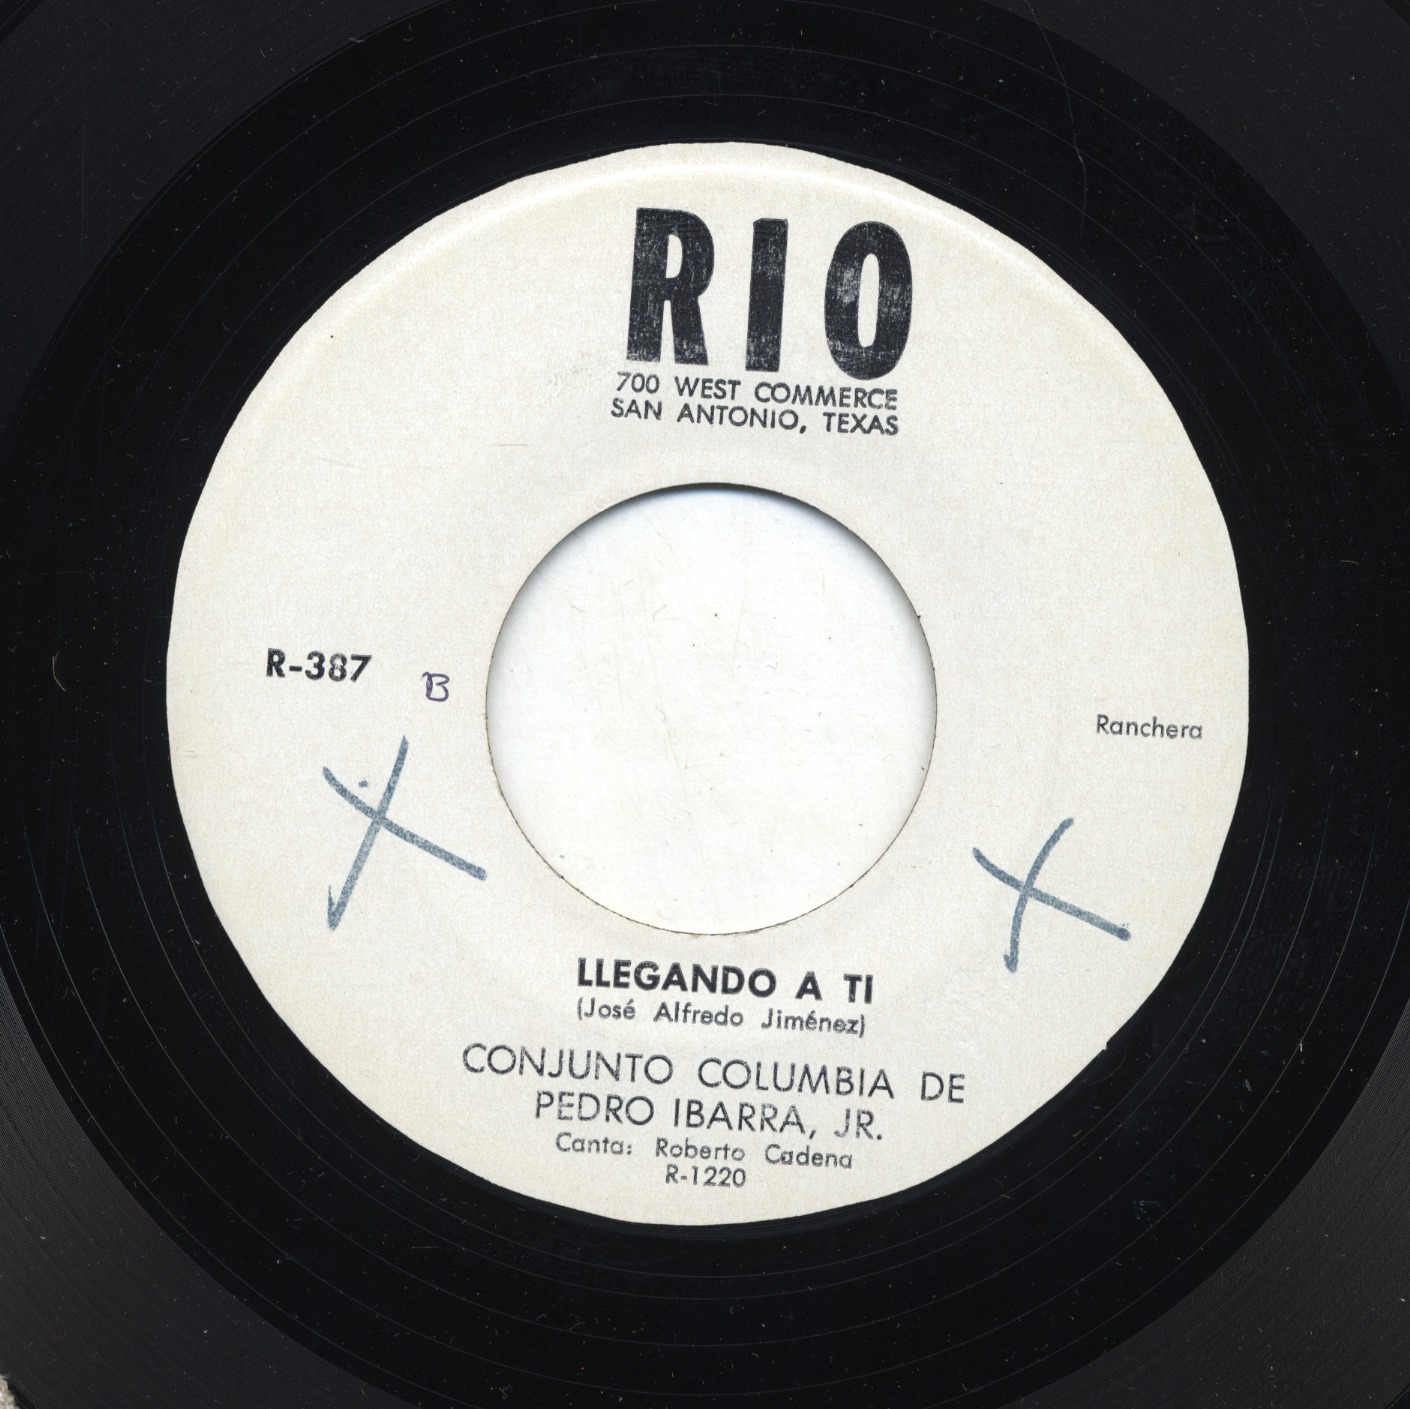 RIO
700 WEST COMMERCE
SAN ANTONIO, TEXAS
R-387
B
Ranchera
LLEGANDO A TI
(José Alfredo Jiménez)
CONJUNTO COLUMBIA DE
PEDRO IBARRA, JR.
Canta: Roberto Cadena
R-1220